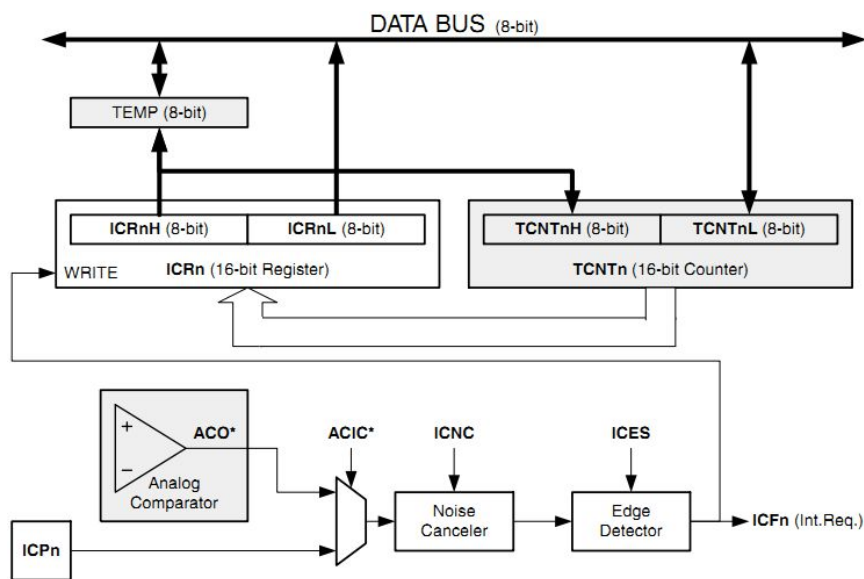 DATA BUS (8-bit)
TEMP (8-bit)
ICRnH (8-bit) ICRnL (8-bit) TCNTnH (8-bit) TCNTnL (8-bit)
WRITE ICRn (16-bit Register) TCNTn (16-bit Counter)
+
ACO* ACIC* ICNC ICES
−
Analog
Comparator
Noise
Canceler
Edge
Detector
ICFn (Int.Req.)
ICPn